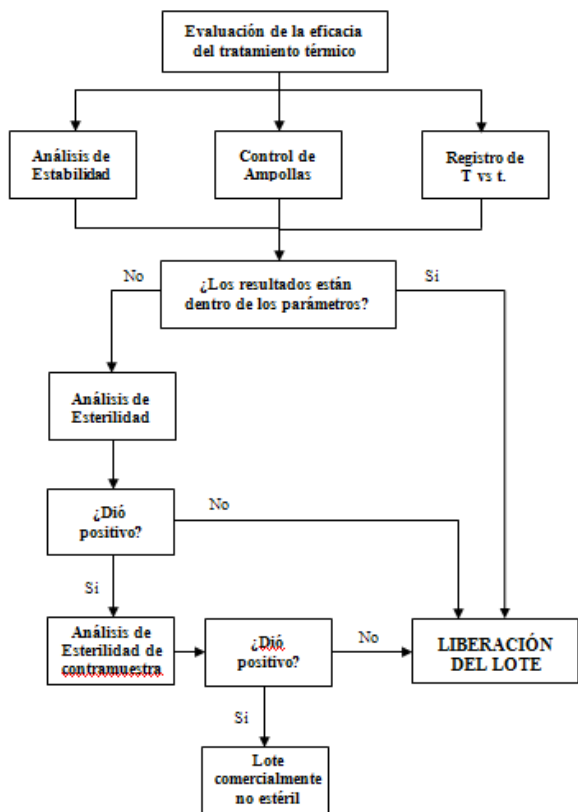 Evaluación de la eficacia
del tratamiento térmico
Análisis de
Estabilidad
Control de
Ampollas
Registro de
T vs t.
No
¿Los resultados están
dentro de los parámetros?
Si
Análisis de
Esterilidad
¿Dió
positivo?
No
Si
Análisis de
Esterilidad de
contramuestra
¿Dió
positivo?
No
LIBERACIÓN
DEL LOTE
Si
Lote
comercialmente
no estéril